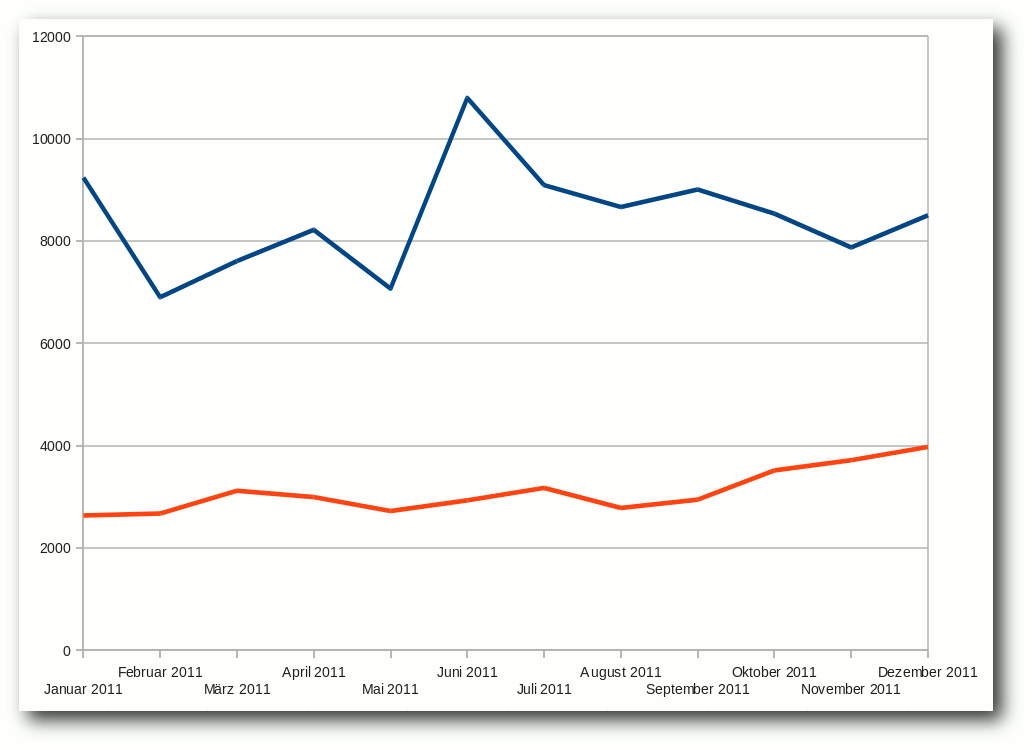 12000
10000
8000
6000
4000
2000
0
Januar 2011
Februar 2011
März 2011
April 2011
Mai 2011
Juni 2011
Juli 2011
August 2011
September 2011
Oktober 2011
November 2011
Dezember 2011